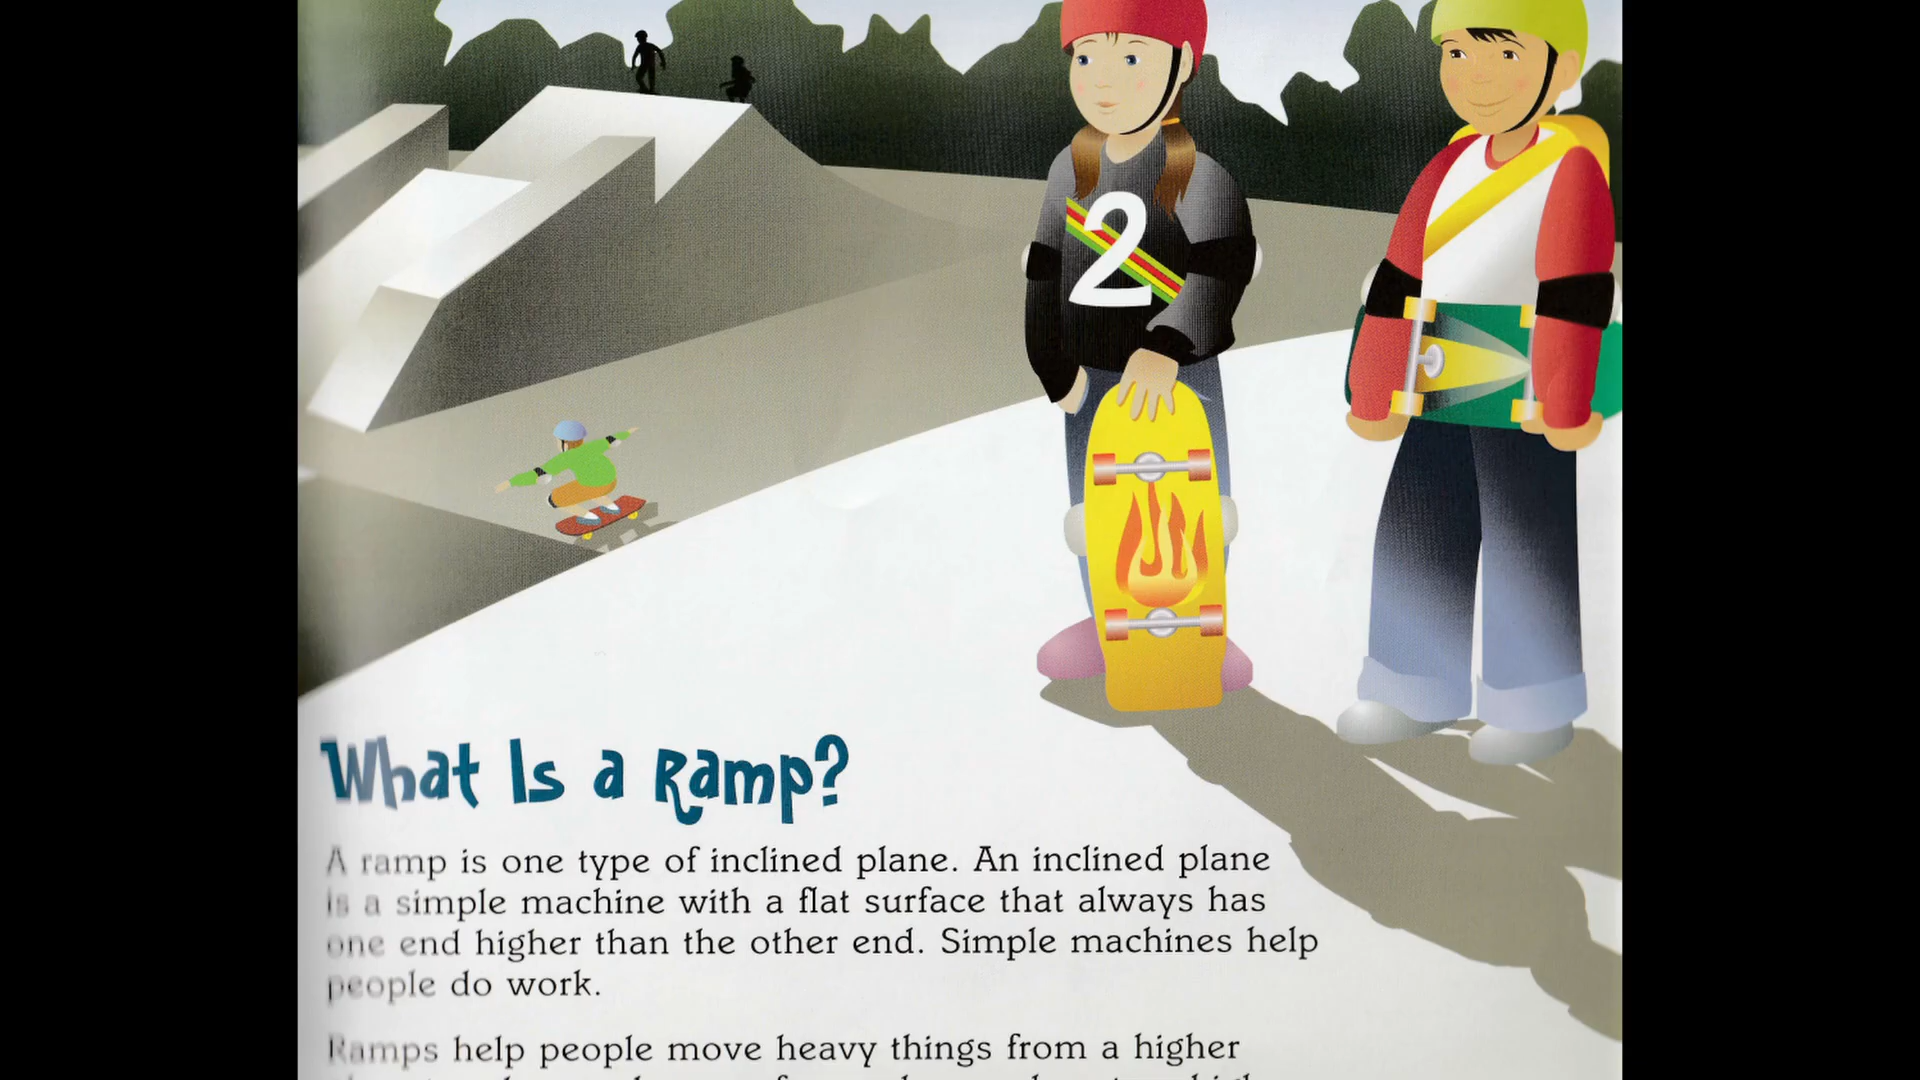 2
What Is a Ramp?
A ramp is one type of inclined plane. An inclined plane
is a simple machine with a flat surface that always has
one end higher than the other end. Simple machines help
people do work.
Ramps help people move heavy things from a higher